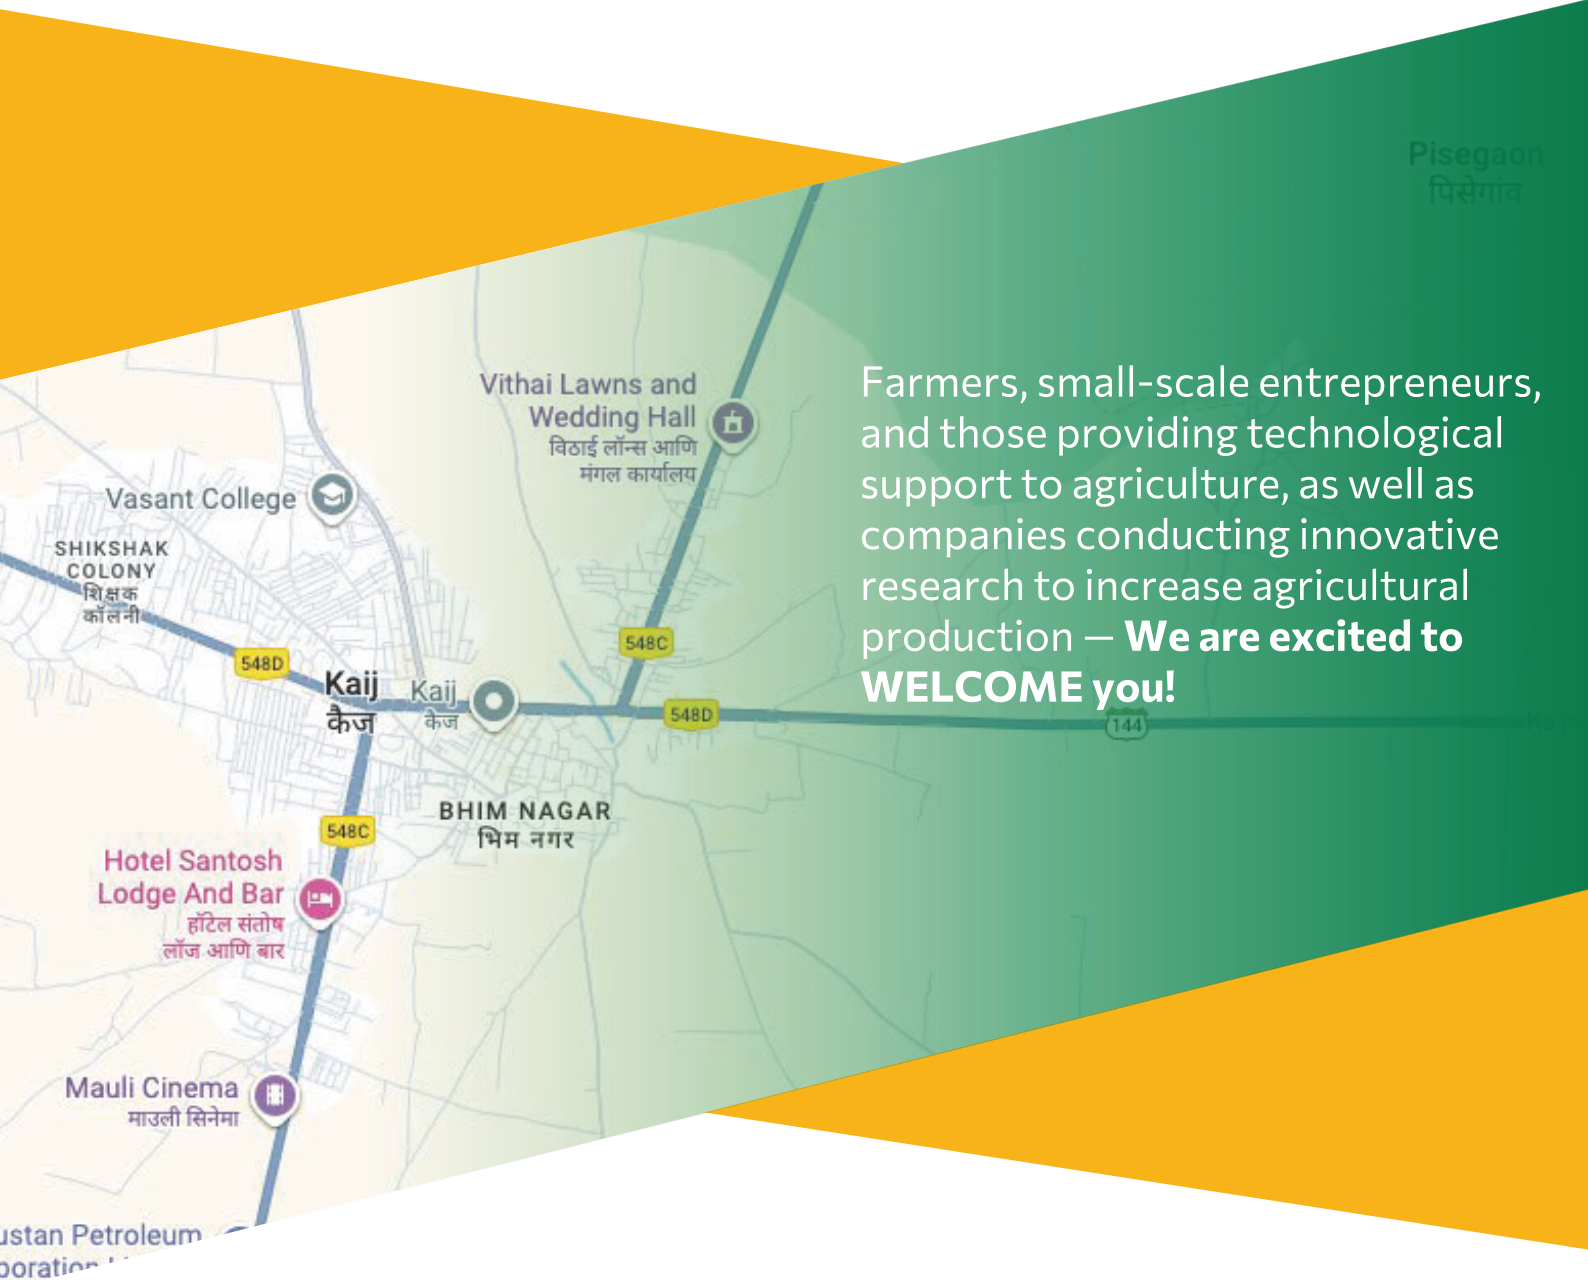 Pisegaon
पिसेगांव
Vithai Lawns and
Wedding Hall
विठाई लॉन्स आणि
मंगल कार्यालय
Farmers, small-scale entrepreneurs,
and those providing technological
support to agriculture, as well as
companies conducting innovative
research to increase agricultural
production – We are excited to
WELCOME you!
Vasant College
SHIKSHAK
COLONY
शिक्षक
कॉलनी
548D
548C
Kaij
कैज
Kaij
केज
548D
144
BHIM NAGAR
भिम नगर
548C
Hotel Santosh
Lodge And Bar
हॉटेल संतोष
लॉज आणि बार
Mauli Cinema
माउली सिनेमा
ustan Petroleum